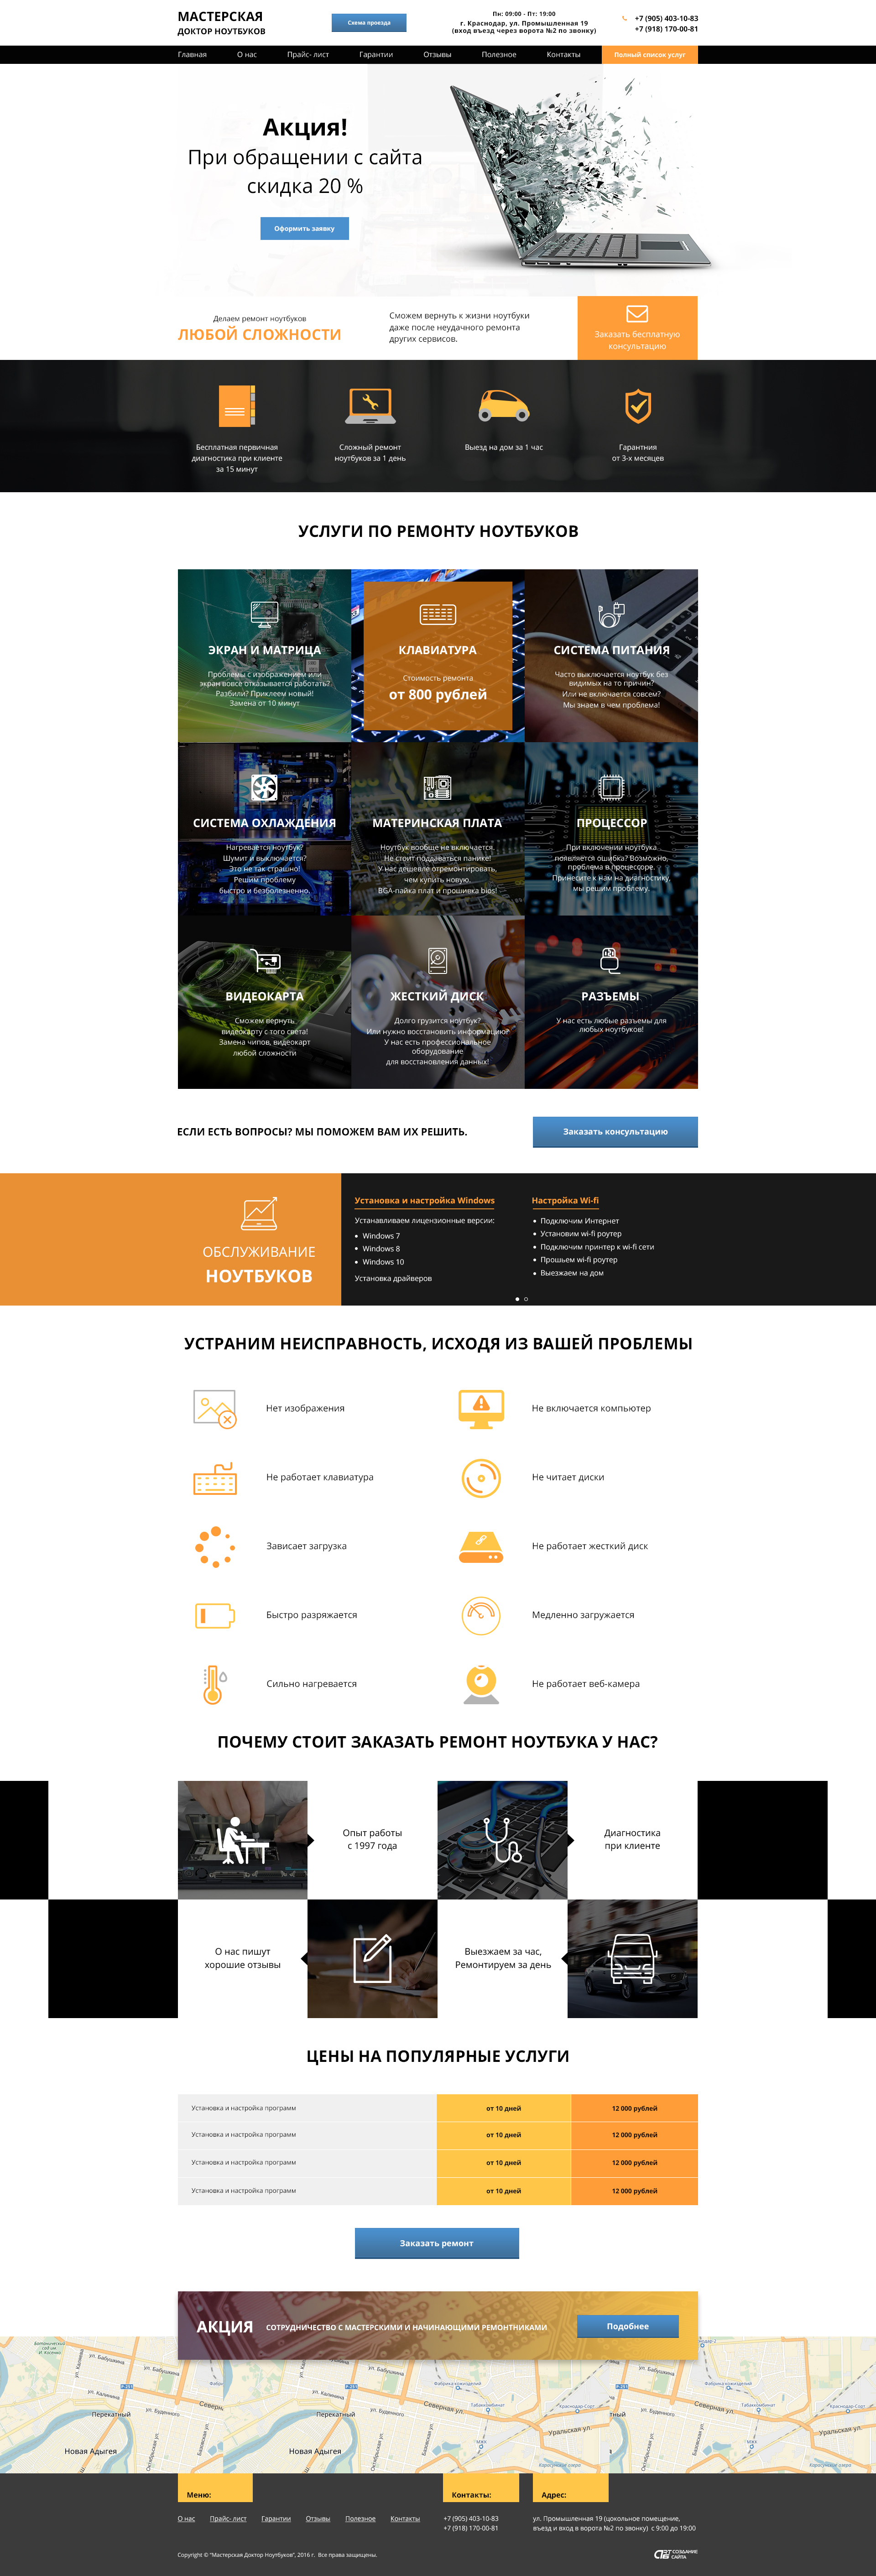 МАСТЕРСКАЯ
ДОКТОР НОУТБУКОВ
Схема проезда
Пн: 09:00 - Пт: 19:00
г. Краснодар, ул. Промышленная 19
(вход въезд через ворота №2 по звонку)
+7 (905) 403-10-83
+7 (918) 170-00-81
Главная О нас Прайс- лист Гарантии Отзывы Полезное Контакты Полный список услуг
Акция!
При обращении с сайта
скидка 20 %
Оформить заявку
Делаем ремонт ноутбуков
ЛЮБОЙ СЛОЖНОСТИ
Сможем вернуть к жизни ноутбуки
даже после неудачного ремонта
других сервисов.
Заказать бесплатную
консультацию
Бесплатная первичная
диагностика при клиенте
за 15 минут
Сложный ремонт
ноутбуков за 1 день
Выезд на дом за 1 час
Гарантния
от 3-х месяцев
УСЛУГИ ПО РЕМОНТУ НОУТБУКОВ
ЭКРАН И МАТРИЦА
Проблемы с изображением или
экран вовсе отказывается работать?
Разбили? Приклеем новый!
Замена от 10 минут
КЛАВИАТУРА
Стоимость ремонта
от 800 рублей
СИСТЕМА ПИТАНИЯ
Часто выключается ноутбук без
видимых на то причин?
Или не включается совсем?
Мы знаем в чем проблема!
СИСТЕМА ОХЛАЖДЕНИЯ
Нагревается ноутбук?
Шумит и выключается?
Это не так страшно!
Решим проблему
быстро и безболезненно.
МАТЕРИНСКАЯ ПЛАТА
Ноутбук вообще не включается.
Не стоит поддаваться панике!
У нас дешевле отремонтировать,
чем купить новую.
BGA-пайка плат и прошивка bios!
ПРОЦЕССОР
При включении ноутбука
появляется ошибка? Возможно,
проблема в процессоре.
Принесите к нам на диагностику,
мы решим проблему.
ВИДЕОКАРТА
Сможем вернуть
видеокарту с того света!
Замена чипов, видеокарт
любой сложности
ЖЕСТКИЙ ДИСК
Долго грузится ноутбук?
Или нужно восстановить информацию?
У нас есть профессиональное
оборудование
для восстановления данных!
РАЗЪЕМЫ
У нас есть любые разъемы для
любых ноутбуков!
ЕСЛИ ЕСТЬ ВОПРОСЫ? МЫ ПОМОЖЕМ ВАМ ИХ РЕШИТЬ.
Заказать консультацию
ОБСЛУЖИВАНИЕ
НОУТБУКОВ
Установка и настройка Windows
Устанавливаем лицензионные версии:
Windows 7
Windows 8
Windows 10
Установка драйверов
Настройка Wi-fi
Подключим Интернет
Установим wi-fi роутер
Подключим принтер к wi-fi сети
Прошьем wi-fi роутер
Выезжаем на дом
УСТРАНИМ НЕИСПРАВНОСТЬ, ИСХОДЯ ИЗ ВАШЕЙ ПРОБЛЕМЫ
Нет изображения
Не включается компьютер
Не работает клавиатура
Не читает диски
Зависает загрузка
Не работает жесткий диск
Быстро разряжается
Медленно загружается
Сильно нагревается
Не работает веб-камера
ПОЧЕМУ СТОИТ ЗАКАЗАТЬ РЕМОНТ НОУТБУКА У НАС?
Опыт работы
с 1997 года
Диагностика
при клиенте
О нас пишут
хорошие отзывы
Выезжаем за час,
Ремонтируем за день
ЦЕНЫ НА ПОПУЛЯРНЫЕ УСЛУГИ
Установка и настройка программ от 10 дней 12 000 рублей
Установка и настройка программ от 10 дней 12 000 рублей
Установка и настройка программ от 10 дней 12 000 рублей
Установка и настройка программ от 10 дней 12 000 рублей
Заказать ремонт
АКЦИЯ СОТРУДНИЧЕСТВО С МАСТЕРСКИМИ И НАЧИНАЮЩИМИ РЕМОНТНИКАМИ
Подобнее
ул. Бабушкина
ул. Калинина
Перекатный
ул. Буденного
Северная ул.
Новая Адыгея
Уральская ул.
Меню:
Контакты:
Адрес:
О нас Прайс- лист Гарантии Отзывы Полезное Контакты
+7 (905) 403-10-83
+7 (918) 170-00-81
ул. Промышленная 19 (цокольное помещение,
въезд и вход в ворота №2 по звонку) с 9:00 до 19:00
Copyright © "Мастерская Доктор Ноутбуков", 2016 г. Все права защищены.
СОЗДАНИЕ
САЙТА